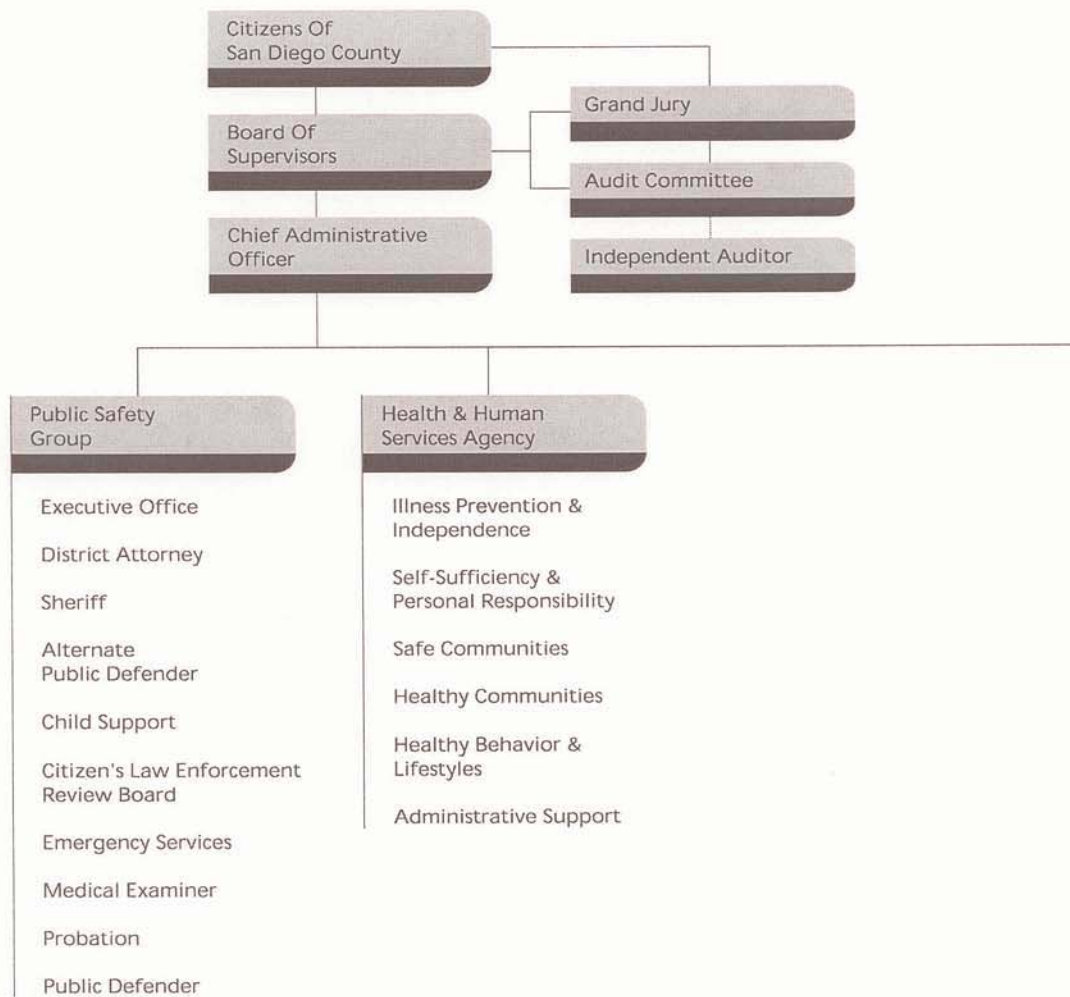 Citizens Of
San Diego County
Board Of
Supervisors
Chief Administrative
Officer
Grand Jury
Audit Committee
Independent Auditor
Public Safety
Group
Executive Office
District Attorney
Sheriff
Alternate
Public Defender
Child Support
Citizen's Law Enforcement
Review Board
Emergency Services
Medical Examiner
Probation
Public Defender
Health & Human
Services Agency
Illness Prevention &
Independence
Self-Sufficiency &
Personal Responsibility
Safe Communities
Healthy Communities
Healthy Behavior &
Lifestyles
Administrative Support